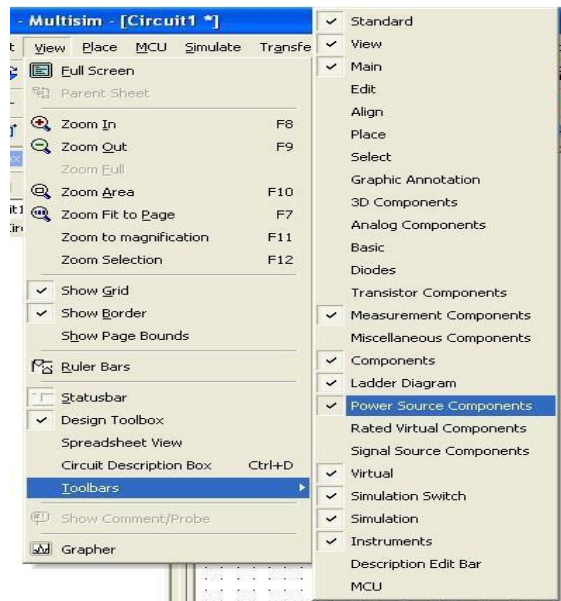 - Multisim - [Circuit1 *]
View Place MCU Simulate Transfe
Full Screen
Parent Sheet
Zoom In F8
Zoom Out F9
Zoom Full
Zoom Area F10
Zoom Fit to Page F7
Zoom to magnification F11
Zoom Selection F12
Show Grid
Show Border
Show Page Bounds
Ruler Bars
Statusbar
Design Toolbox
Spreadsheet View
Circuit Description Box Ctrl+D
Toolbars
Show Comment/Probe
Grapher
Standard
View
Main
Edit
Align
Place
Select
Graphic Annotation
3D Components
Analog Components
Basic
Diodes
Transistor Components
Measurement Components
Miscellaneous Components
Components
Ladder Diagram
Power Source Components
Rated Virtual Components
Signal Source Components
Virtual
Simulation Switch
Simulation
Instruments
Description Edit Bar
MCU